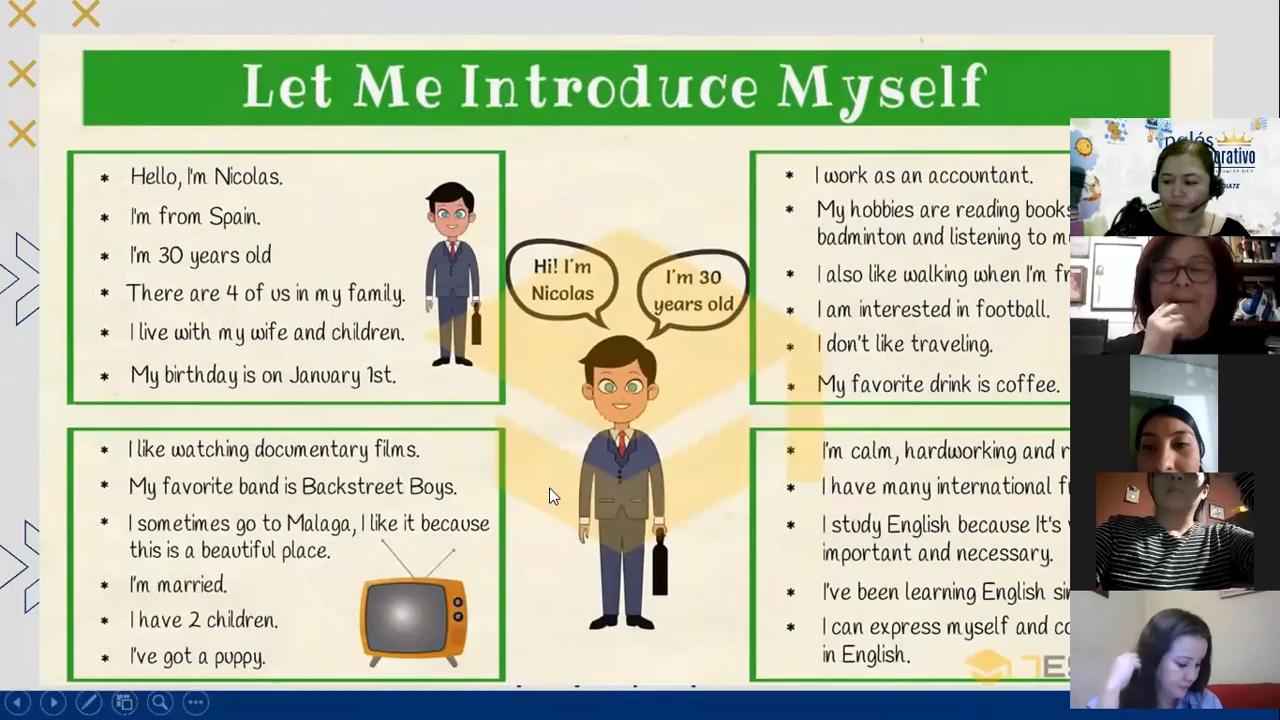 Let Me Introduce Myself
* Hello, I'm Nicolas.
* I'm from Spain.
* I'm 30 years old
* There are 4 of us in my family.
* I live with my wife and children.
* My birthday is on January 1st.
Hi! I'm
Nicolas
I'm 30
years old
* I work as an accountant.
* My hobbies are reading books
badminton and listening to
* I also like walking when I'm
* I am interested in football.
* I don't like traveling.
* My favorite drink is coffee.
* I like watching documentary films.
* My favorite band is Backstreet Boys.
* I sometimes go to Malaga, I like it because
this is a beautiful place.
* I'm married.
* I have 2 children.
* I've got a puppy.
* I'm calm, hardworking and
* I have many international
* I study English because It's
important and necessary.
* I've been learning English
* I can express myself and
in English.